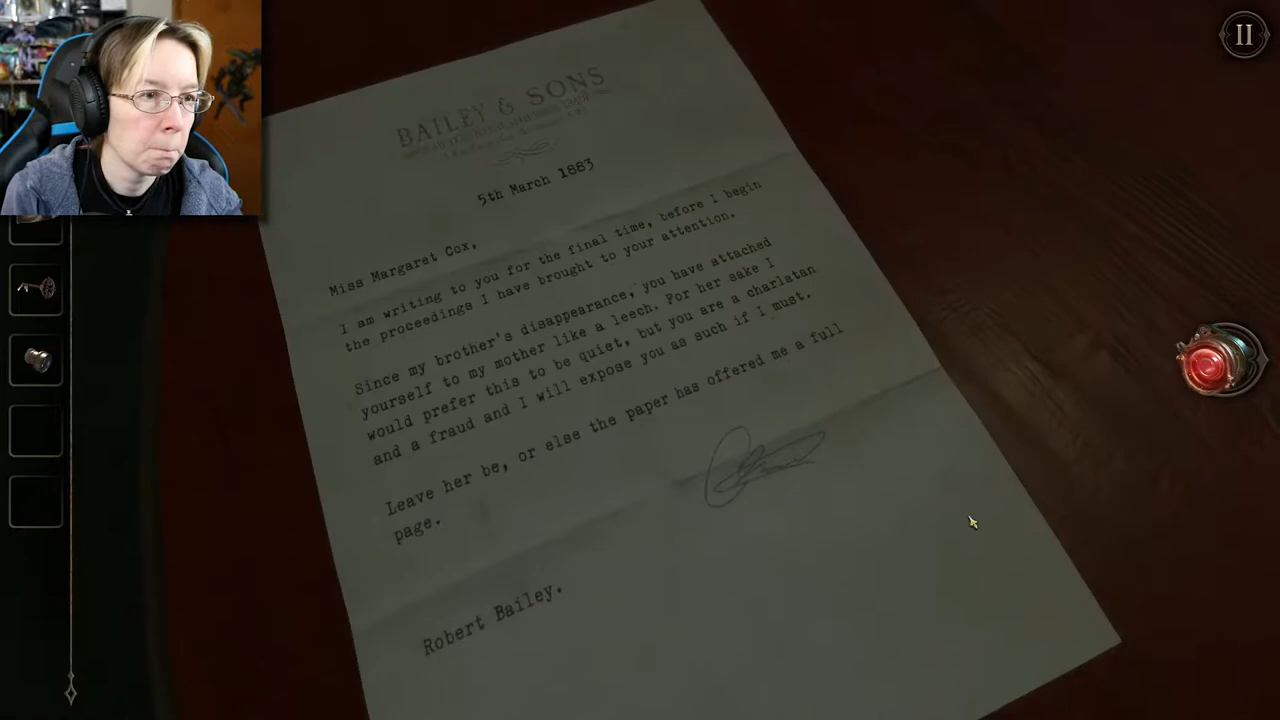 BAILEY & SONS
5th March 1883
Miss Margaret Cox,
I am writing to you for the final time, before I begin
the proceedings I have brought to your attention.
Since my brother's disappearance, you have attached
yourself to my mother like a leech. For her sake I
would prefer this to be quiet, but you are a charlatan
and a fraud and I will expose you as such if I must.
Leave her be, or else the paper has offered me a full
page.
Robert Bailey.
II